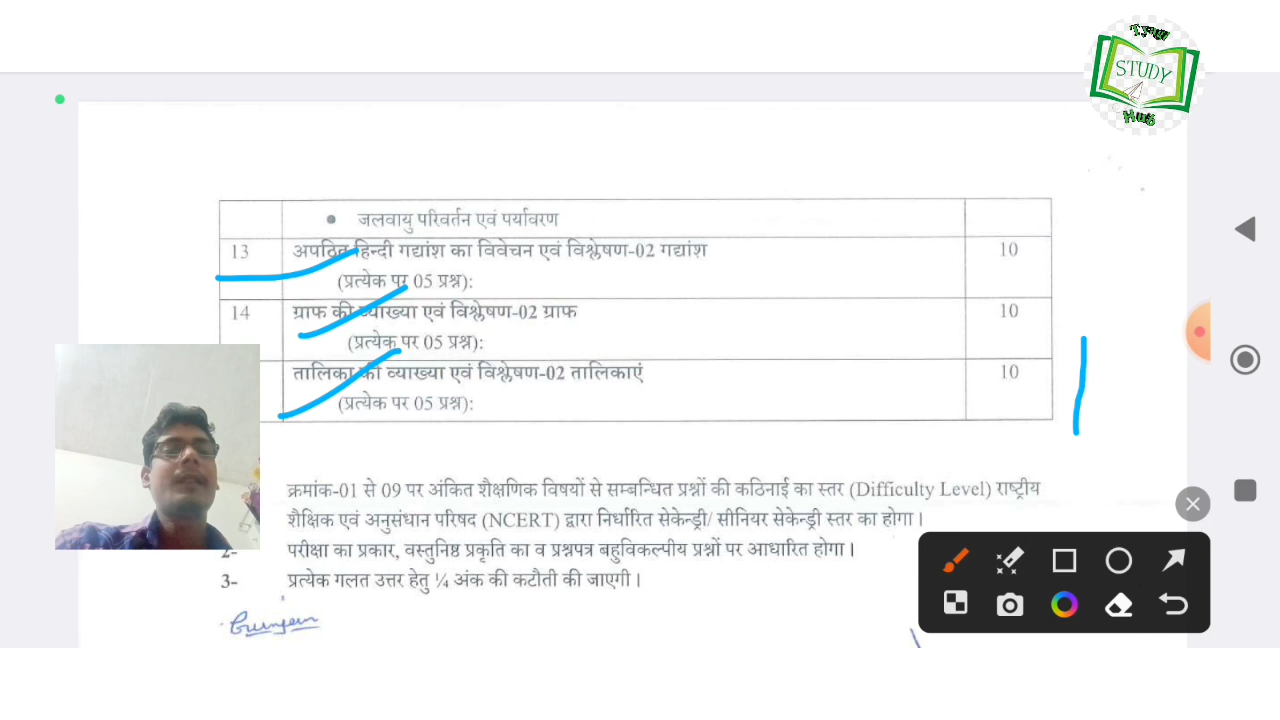 Tyagi
STUDY
Hub
जलवायु परिवर्तन एवं पर्यावरण
13 अपठित हिन्दी गद्यांश का विवेचन एवं विश्लेषण-02 गद्यांश 10
(प्रत्येक पर 05 प्रश्न):
14 ग्राफ की व्याख्या एवं विश्लेषण-02 ग्राफ 10
(प्रत्येक पर 05 प्रश्न):
तालिका की व्याख्या एवं विश्लेषण-02 तालिकाएं 10
(प्रत्येक पर 05 प्रश्न):
क्रमांक-01 से 09 पर अंकित शैक्षणिक विषयों से सम्बन्धित प्रश्नों की कठिनाई का स्तर (Difficulty Level) राष्ट्रीय
शैक्षिक एवं अनुसंधान परिषद (NCERT) द्वारा निर्धारित सेकेन्ड्री/ सीनियर सेकेन्ड्री स्तर का होगा।
2- परीक्षा का प्रकार, वस्तुनिष्ठ प्रकृति का व प्रश्नपत्र बहुविकल्पीय प्रश्नों पर आधारित होगा।
3- प्रत्येक गलत उत्तर हेतु ¼ अंक की कटौती की जाएगी।